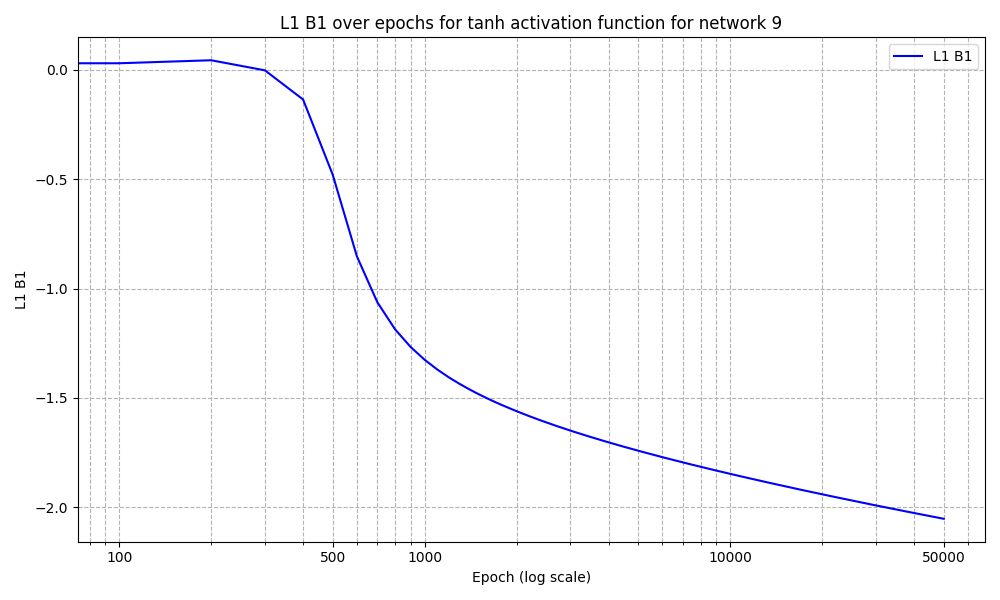 L1 B1 over epochs for tanh activation function for network 9
L1 B1
0.0
−0.5
−1.0
−1.5
−2.0
L1 B1
100
500
1000
10000
50000
Epoch (log scale)